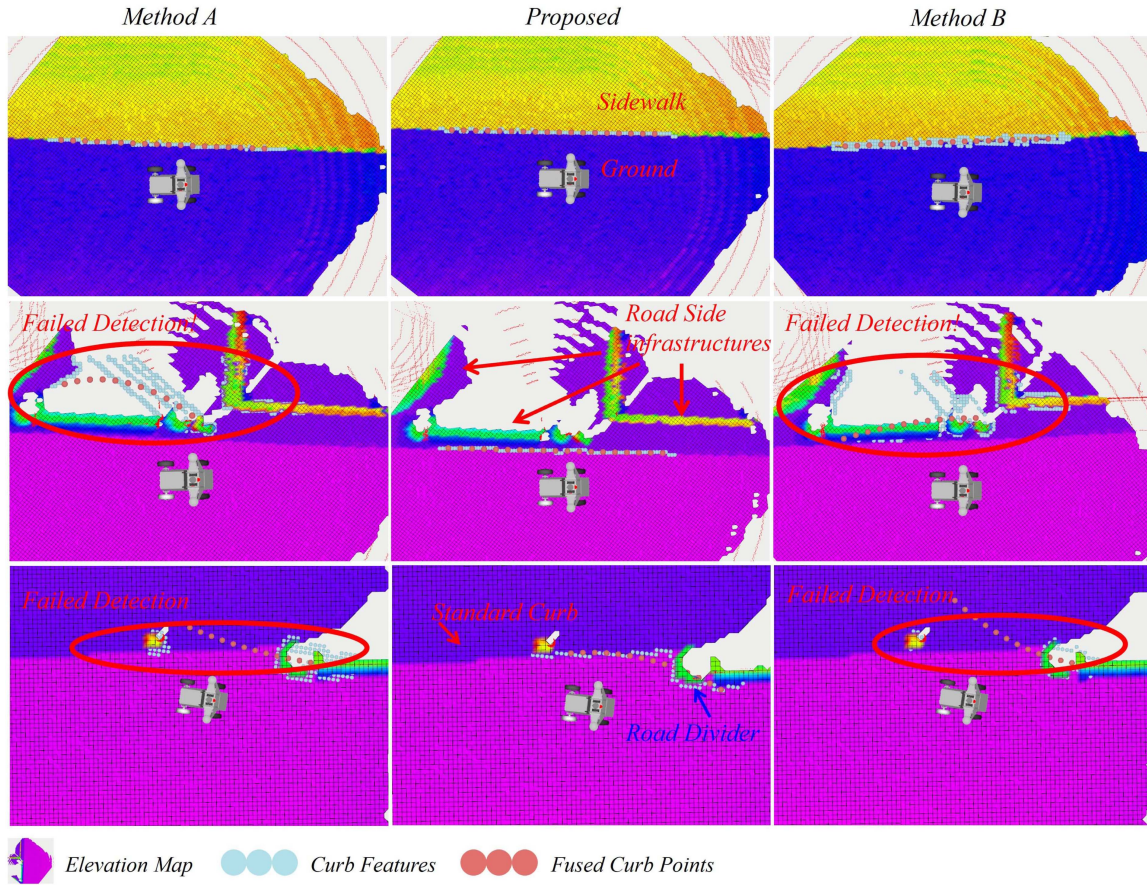 Method A
Proposed
Method B
Sidewalk
Ground
Failed Detection!
Road Side
Infrastructures
Failed Detection!
Failed Detection
Standard Curb
Road Divider
Failed Detection
Elevation Map
Curb Features
Fused Curb Points